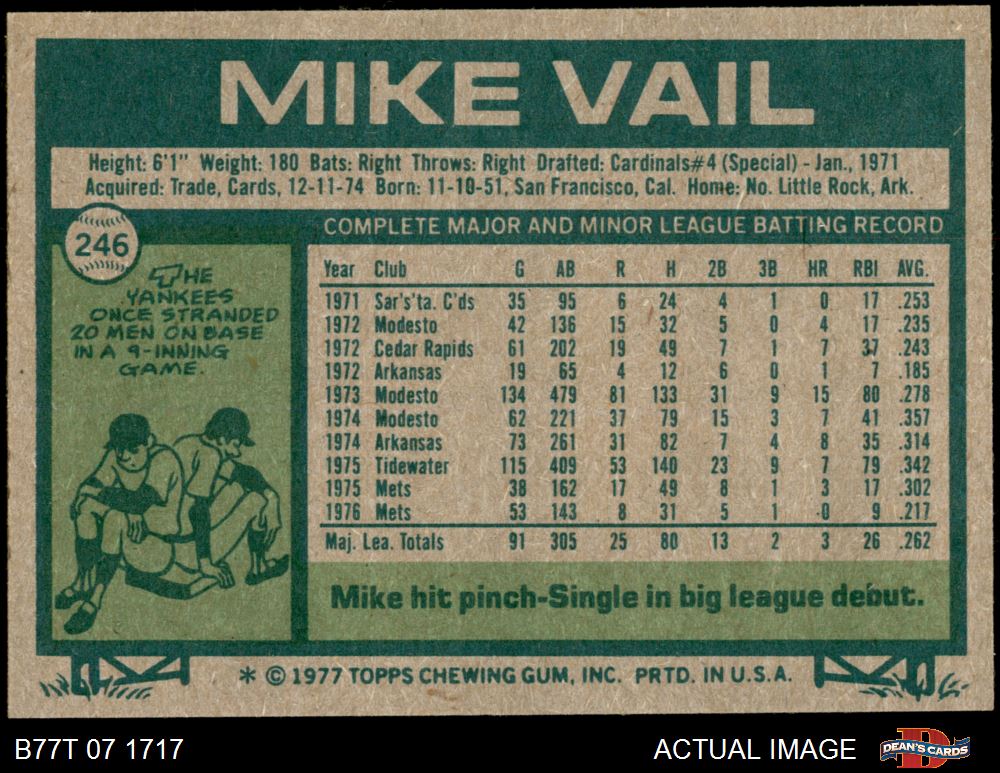 MIKE VAIL
Height: 6'1" Weight: 180 Bats: Right Throws: Right Drafted: Cardinals#4 (Special) - Jan., 1971
Acquired: Trade, Cards, 12-11-74 Born: 11-10-51, San Francisco, Cal. Home: No. Little Rock, Ark.
246
THE
YANKEES
ONCE STRANDED
20 MEN ON BASE
IN A 9-INNING
GAME.
COMPLETE MAJOR AND MINOR LEAGUE BATTING RECORD
Year Club G AB R H 2B 3B HR RBI AVG.
1971 Sar's'ta. C'ds 35 95 6 24 4 1 0 17 .253
1972 Modesto 42 136 15 32 5 0 4 17 .235
1972 Cedar Rapids 61 202 19 49 7 1 7 37 .243
1972 Arkansas 19 65 4 12 6 0 1 7 .185
1973 Modesto 134 479 81 133 31 9 15 80 .278
1974 Modesto 62 221 37 79 15 3 7 41 .357
1974 Arkansas 73 261 31 82 7 4 8 35 .314
1975 Tidewater 115 409 53 140 23 9 7 79 .342
1975 Mets 38 162 17 49 8 1 3 17 .302
1976 Mets 53 143 8 31 5 1 0 9 .217
Maj. Lea. Totals 91 305 25 80 13 2 3 26 .262
Mike hit pinch-Single in big league debut.
* © 1977 TOPPS CHEWING GUM, INC. PRTD. IN U.S.A.
B77T 07 1717 ACTUAL IMAGE DEAN'S CARDS